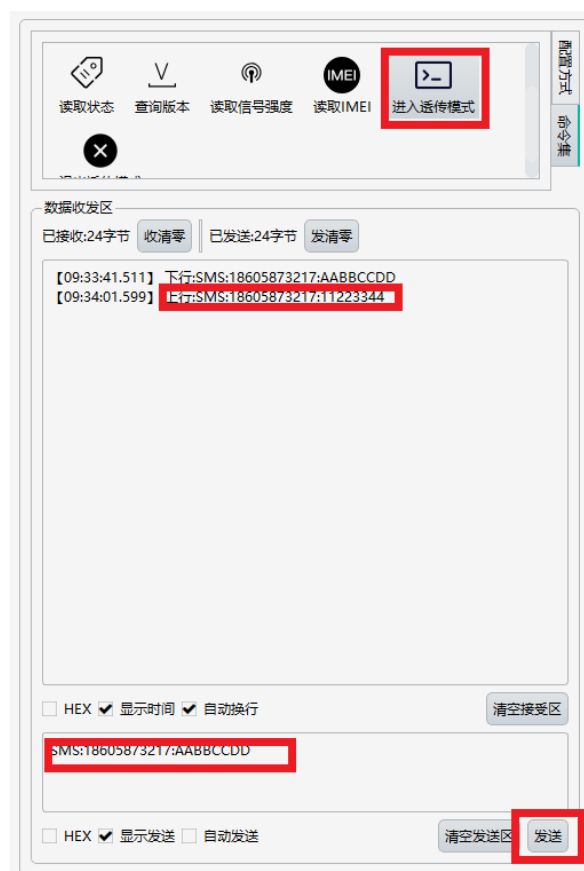 配置方式
命令集
V
IMEI
读取状态 查询版本 读取信号强度 读取IMEI 进入透传模式
数据收发区
已接收:24字节 收清零 已发送:24字节 发清零
【09:33:41.511】 下行:SMS:18605873217:AABBCCDD
【09:34:01.599】 上行:SMS:18605873217:11223344
HEX 显示时间 自动换行 清空接受区
SMS:18605873217:AABBCCDD
HEX 显示发送 自动发送 清空发送区 发送